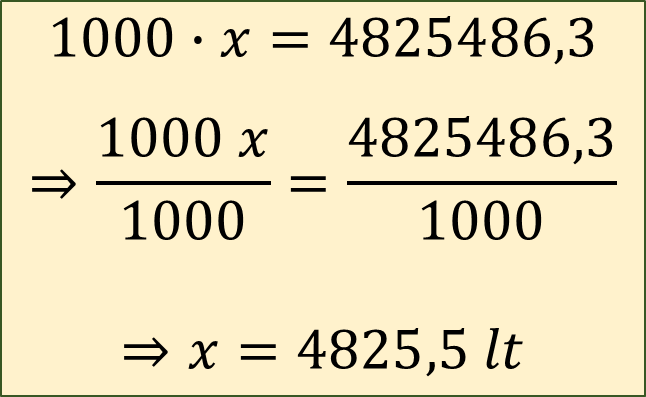 1000 · x = 4825486,3
⇒ 1000 x / 1000 = 4825486,3 / 1000
⇒ x = 4825,5 lt